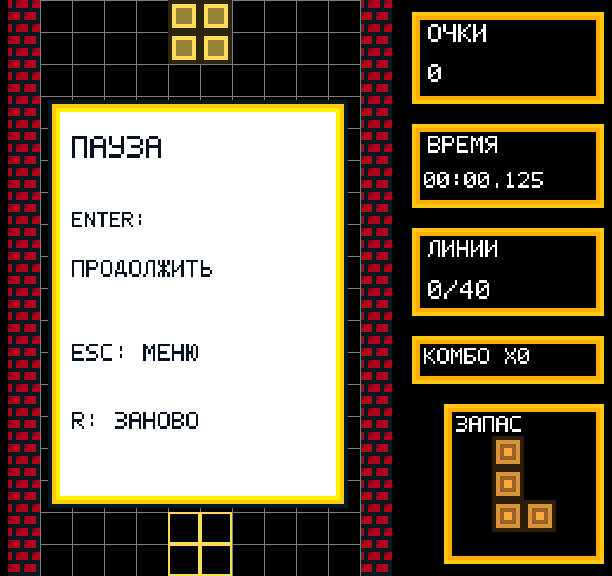 ПАУЗА
ENTER:
ПРОДОЛЖИТЬ
ESC: МЕНЮ
R: ЗАНОВО
ОЧКИ
0
ВРЕМЯ
00:00.125
ЛИНИИ
0/40
КОМБО X0
ЗАПАС